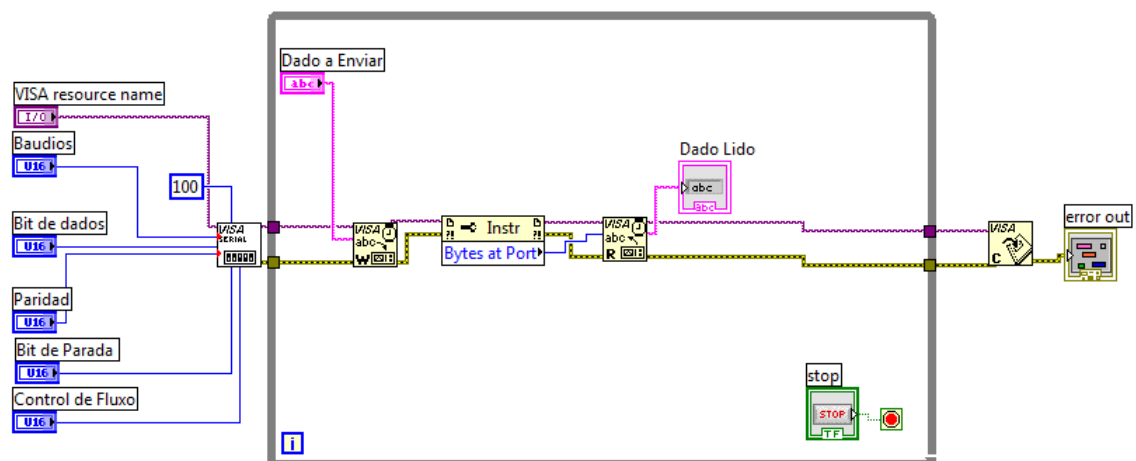 Dado a Enviar
abc
VISA resource name
I/O
Baudios
U16
100
Bit de dados
U16
VISA
SERIAL
Paridad
U16
Bit de Parada
U16
Control de Fluxo
U16
VISA
abc
W
Instr
Bytes at Port
VISA
abc
R
Dado Lido
abc
abc
VISA
C
error out
stop
STOP
TF
i